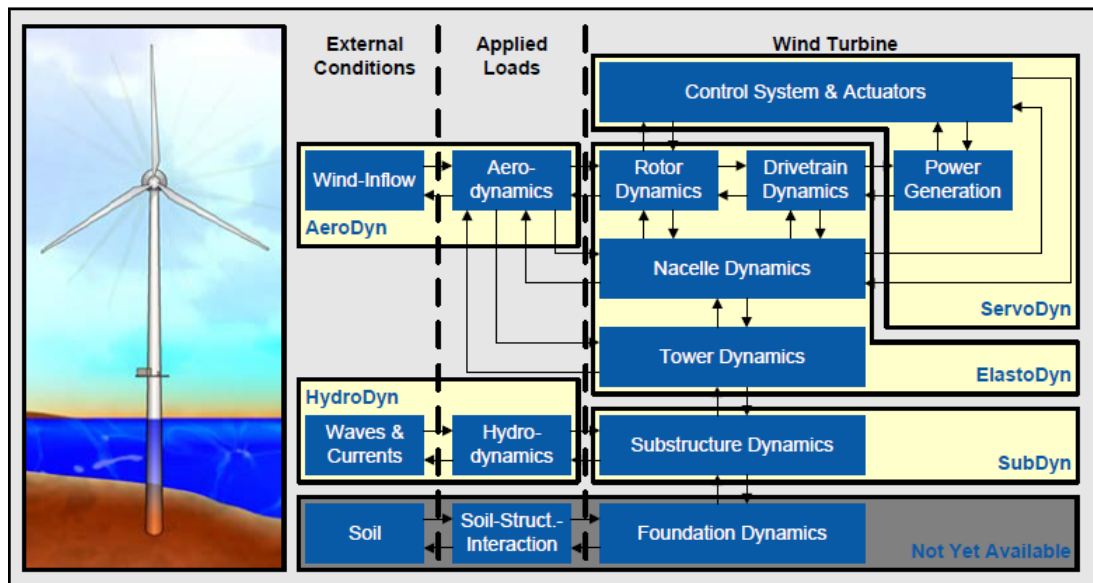 External
Conditions
Applied
Loads
Wind Turbine
Control System & Actuators
Wind-Inflow
Aero-
dynamics
Rotor
Dynamics
Drivetrain
Dynamics
Power
Generation
AeroDyn
Nacelle Dynamics
ServoDyn
Tower Dynamics
ElastoDyn
HydroDyn
Waves &
Currents
Hydro-
dynamics
Substructure Dynamics
SubDyn
Soil
Soil-Struct.-
Interaction
Foundation Dynamics
Not Yet Available